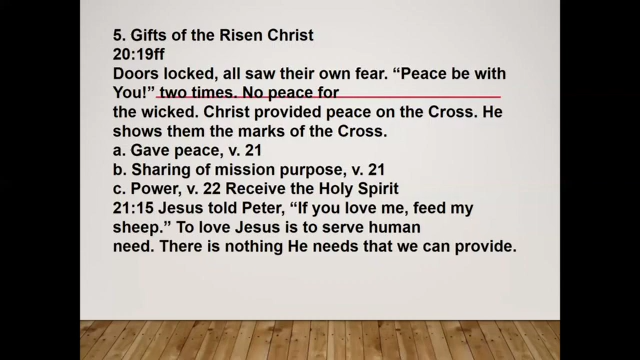 5. Gifts of the Risen Christ
20:19ff
Doors locked, all saw their own fear. “Peace be with
You!” two times. No peace for
the wicked. Christ provided peace on the Cross. He
shows them the marks of the Cross.
a. Gave peace, v. 21
b. Sharing of mission purpose, v. 21
c. Power, v. 22 Receive the Holy Spirit
21:15 Jesus told Peter, “If you love me, feed my
sheep.” To love Jesus is to serve human
need. There is nothing He needs that we can provide.